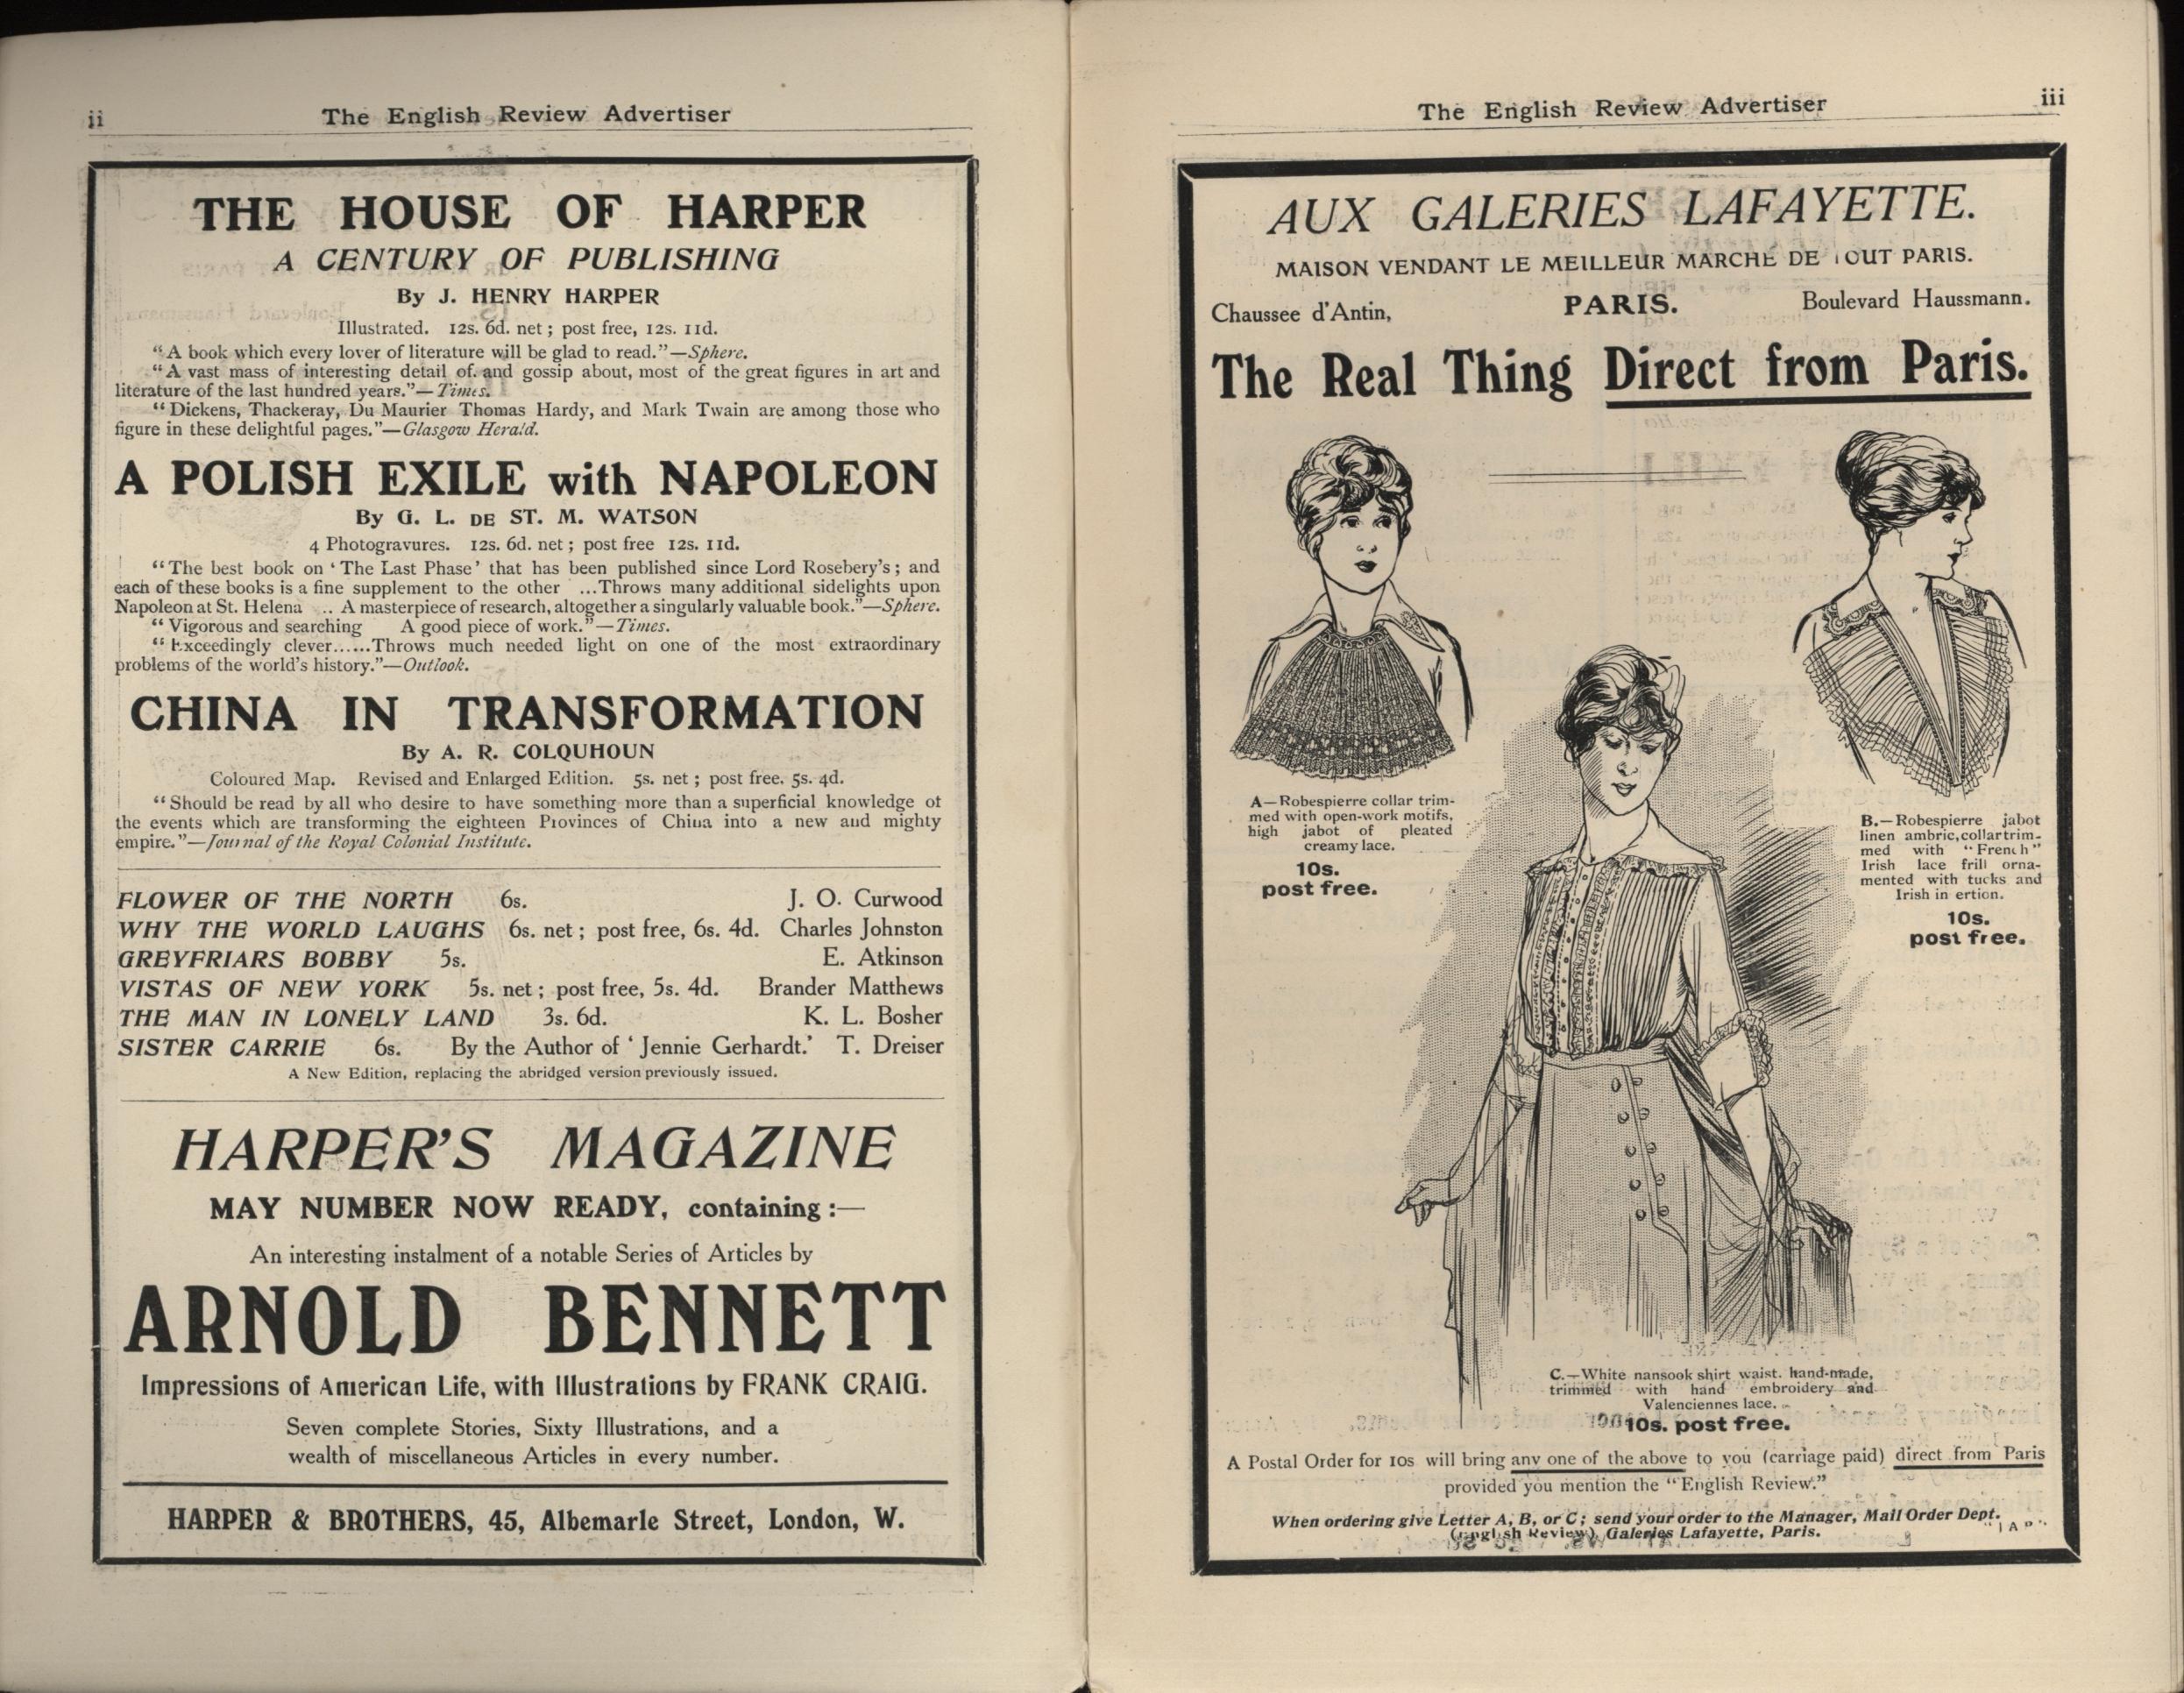 ii
The English Review Advertiser
THE HOUSE OF HARPER
A CENTURY OF PUBLISHING
By J. HENRY HARPER
Illustrated. 12s. 6d. net; post free, 12s. 11d.
“A book which every lover of literature will be glad to read.”—Sphere.
“A vast mass of interesting detail of. and gossip about, most of the great figures in art and
literature of the last hundred years.”—Times.
“Dickens, Thackeray, Du Maurier Thomas Hardy, and Mark Twain are among those who
figure in these delightful pages.”—Glasgow Herald.
A POLISH EXILE with NAPOLEON
By G. L. DE ST. M. WATSON
4 Photogravures. 12s. 6d. net; post free 12s. 11d.
“The best book on ‘The Last Phase’ that has been published since Lord Rosebery’s; and
each of these books is a fine supplement to the other ...Throws many additional sidelights upon
Napoleon at St. Helena .. A masterpiece of research, altogether a singularly valuable book.”—Sphere.
“Vigorous and searching A good piece of work.”—Times.
“Exceedingly clever......Throws much needed light on one of the most extraordinary
problems of the world’s history.”—Outlook.
CHINA IN TRANSFORMATION
By A. R. COLQUHOUN
Coloured Map. Revised and Enlarged Edition. 5s. net; post free. 5s. 4d.
“Should be read by all who desire to have something more than a superficial knowledge of
the events which are transforming the eighteen Provinces of China into a new and mighty
empire.”—Journal of the Royal Colonial Institute.
FLOWER OF THE NORTH 6s. J. O. Curwood
WHY THE WORLD LAUGHS 6s. net; post free, 6s. 4d. Charles Johnston
GREYFRIARS BOBBY 5s. E. Atkinson
VISTAS OF NEW YORK 5s. net; post free, 5s. 4d. Brander Matthews
THE MAN IN LONELY LAND 3s. 6d. K. L. Bosher
SISTER CARRIE 6s. By the Author of ‘Jennie Gerhardt.’ T. Dreiser
A New Edition, replacing the abridged version previously issued.
HARPER’S MAGAZINE
MAY NUMBER NOW READY, containing:—
An interesting instalment of a notable Series of Articles by
ARNOLD BENNETT
Impressions of American Life, with Illustrations by FRANK CRAIG.
Seven complete Stories, Sixty Illustrations, and a
wealth of miscellaneous Articles in every number.
HARPER & BROTHERS, 45, Albemarle Street, London, W.
The English Review Advertiser
iii
AUX GALERIES LAFAYETTE.
MAISON VENDANT LE MEILLEUR MARCHE DE TOUT PARIS.
Chaussee d’Antin, PARIS. Boulevard Haussmann.
The Real Thing Direct from Paris.
A—Robespierre collar trim-
med with open-work motifs,
high jabot of pleated
creamy lace.
10s.
post free.
B.—Robespierre jabot
linen ambric, collar trim-
med with “French”
Irish lace frill orna-
mented with tucks and
Irish in ertion.
10s.
post free.
C.—White nansook shirt waist. hand-made,
trimmed with hand embroidery and
Valenciennes lace.
10s. post free.
A Postal Order for 10s will bring any one of the above to you (carriage paid) direct from Paris
provided you mention the “English Review.”
When ordering give Letter A, B, or C; send your order to the Manager, Mail Order Dept.
(English Review), Galeries Lafayette, Paris.